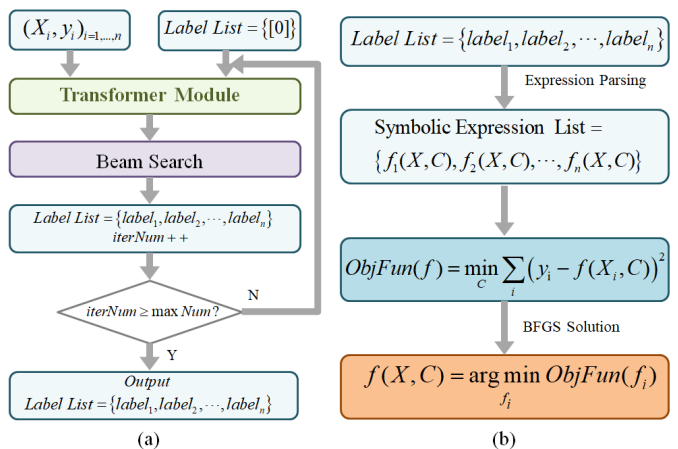 (X_i, y_i)_{i=1,...,n}
Label List = {[0]}
Transformer Module
Beam Search
Label List = {label_1, label_2, ⋯, label_n}
iterNum + +
iterNum ≥ max Num?
N
Y
Output
Label List = {label_1, label_2, ⋯, label_n}
(a)
Label List = {label_1, label_2, ⋯, label_n}
Expression Parsing
Symbolic Expression List =
{f_1(X,C), f_2(X,C), ⋯, f_n(X,C)}
ObjFun(f) = min_C ∑_i (y_i − f(X_i, C))^2
BFGS Solution
f(X,C) = arg min_{f_i} ObjFun(f_i)
(b)